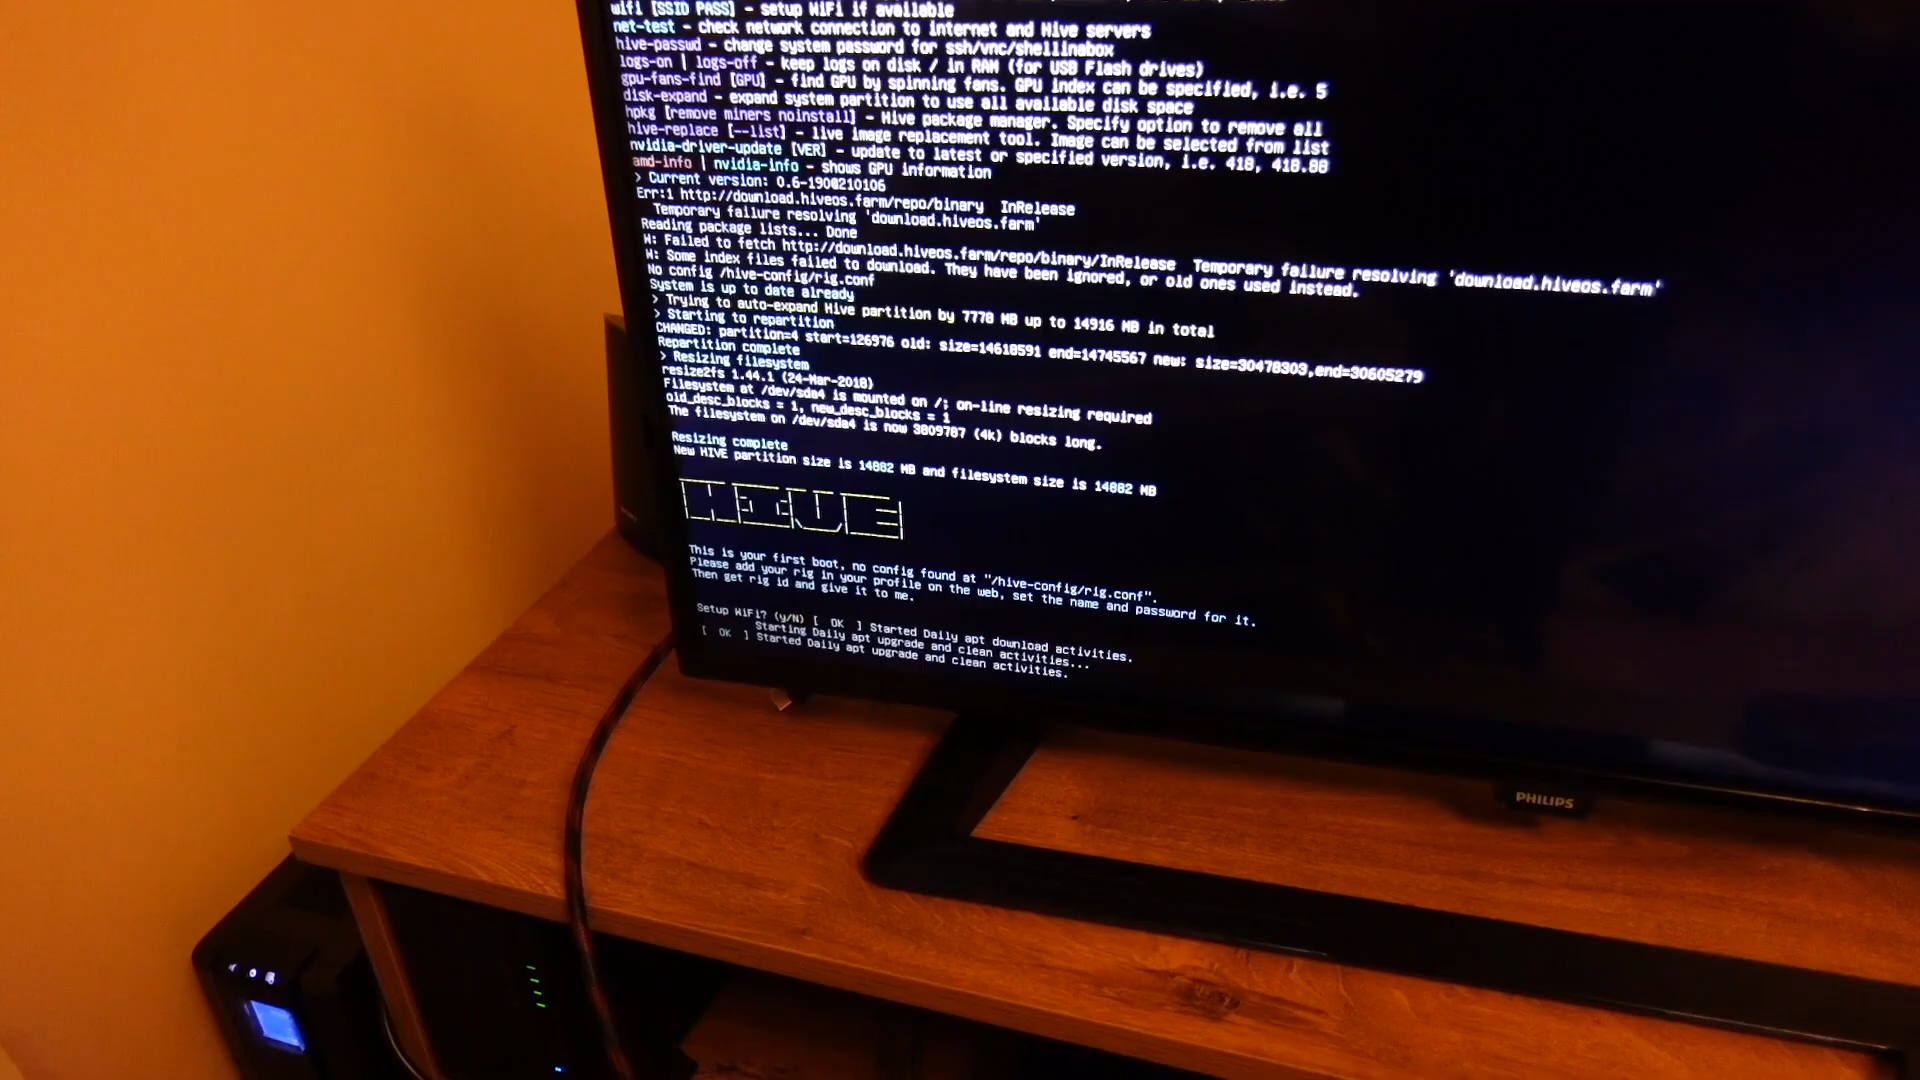 wifi [SSID PASS] - setup WiFi if available
net-test - check network connection to internet and Hive servers
hive-passwd - change system password for ssh/vnc/shellinabox
logs-on | logs-off - keep logs on disk / in RAM (for USB Flash drives)
gpu-fans-find [GPU] - find GPU by spinning fans. GPU index can be specified, i.e. 5
disk-expand - expand system partition to use all available disk space
hpkg [remove miners noinstall] - Hive package manager. Specify option to remove all
hive-replace [--list] - live image replacement tool. Image can be selected from list
nvidia-driver-update [VER] - update to latest or specified version, i.e. 418, 418.88
amd-info | nvidia-info - shows GPU information
> Current version: 0.6-190@210106
Err:1 http://download.hiveos.farm/repo/binary InRelease
Temporary failure resolving 'download.hiveos.farm'
Reading package lists... Done
W: Failed to fetch http://download.hiveos.farm/repo/binary/InRelease Temporary failure resolving 'download.hiveos.farm'
W: Some index files failed to download. They have been ignored, or old ones used instead.
No config /hive-config/rig.conf
System is up to date already
> Trying to auto-expand Hive partition by 7778 MB up to 14916 MB in total
> Starting to repartition
CHANGED: partition=4 start=126976 old: size=14618591 end=14745567 new: size=30478303,end=30605279
Repartition complete
> Resizing filesystem
resize2fs 1.44.1 (24-Mar-2018)
Filesystem at /dev/sda4 is mounted on /; on-line resizing required
old_desc_blocks = 1, new_desc_blocks = 1
The filesystem on /dev/sda4 is now 3809787 (4k) blocks long.
Resizing complete
New HIVE partition size is 14882 MB and filesystem size is 14882 MB
HIVE
This is your first boot, no config found at "/hive-config/rig.conf".
Please add your rig in your profile on the web, set the name and password for it.
Then get rig id and give it to me.
Setup WiFi? (y/N) [ OK ] Started Daily apt download activities.
Starting Daily apt upgrade and clean activities...
[ OK ] Started Daily apt upgrade and clean activities.
PHILIPS